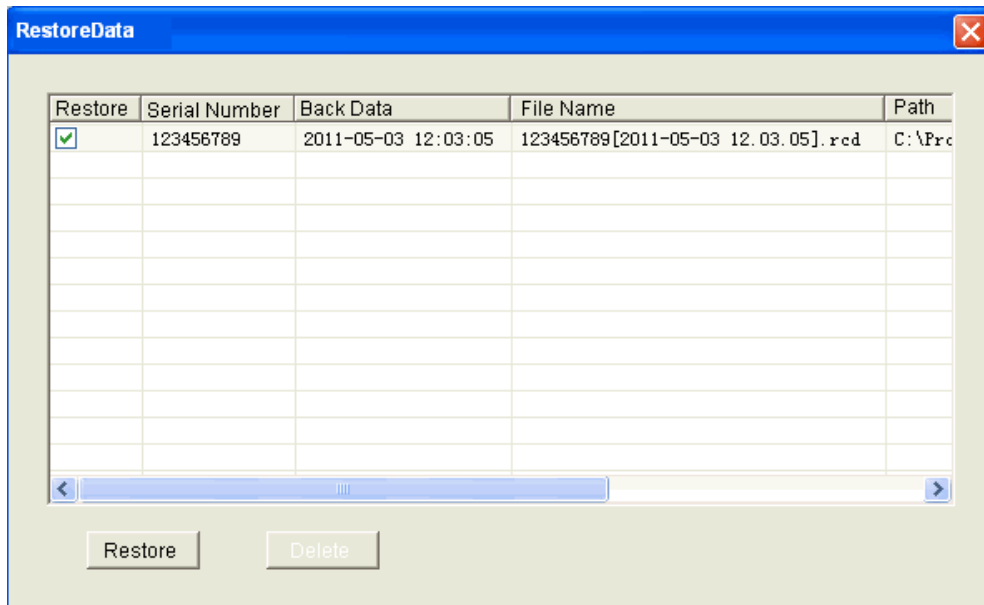 RestoreData
Restore Serial Number Back Data File Name Path
123456789 2011-05-03 12:03:05 123456789[2011-05-03 12.03.05].rcd C:\Pro
Restore Delete